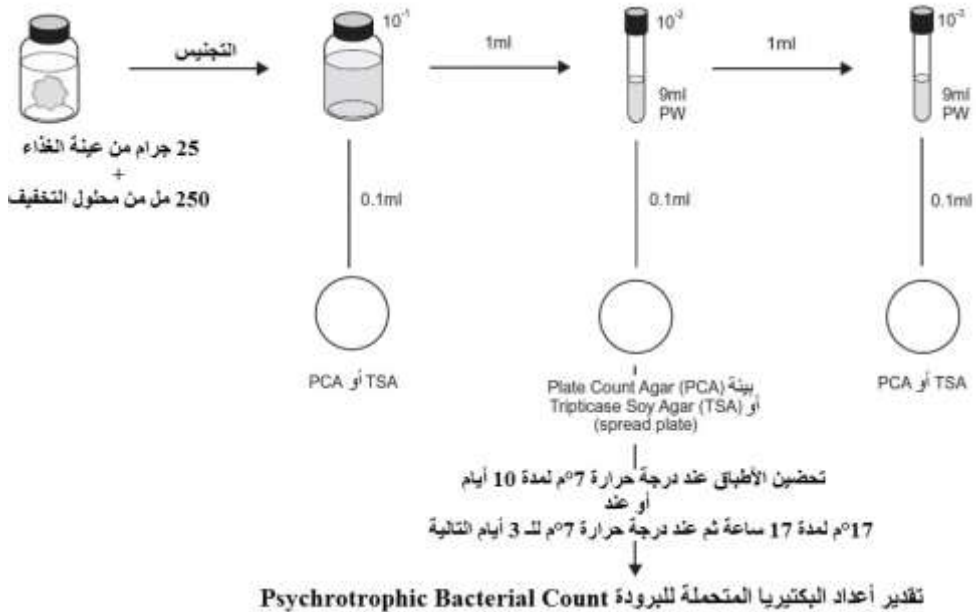 10⁻¹
10⁻²
10⁻³
التجنيس
1ml
1ml
9ml
PW
9ml
PW
25 جرام من عينة الغذاء
+
250 مل من محلول التخفيف
0.1ml
0.1ml
0.1ml
PCA أو TSA
بيئة Plate Count Agar (PCA)
أو Tripticase Soy Agar (TSA)
(spread plate)
PCA أو TSA
تحضين الأطباق عند درجة حرارة 7°م لمدة 10 أيام
أو عند
17°م لمدة 17 ساعة ثم عند درجة حرارة 7°م للـ 3 أيام التالية
تقدير أعداد البكتيريا المتحملة للبرودة Psychrotrophic Bacterial Count